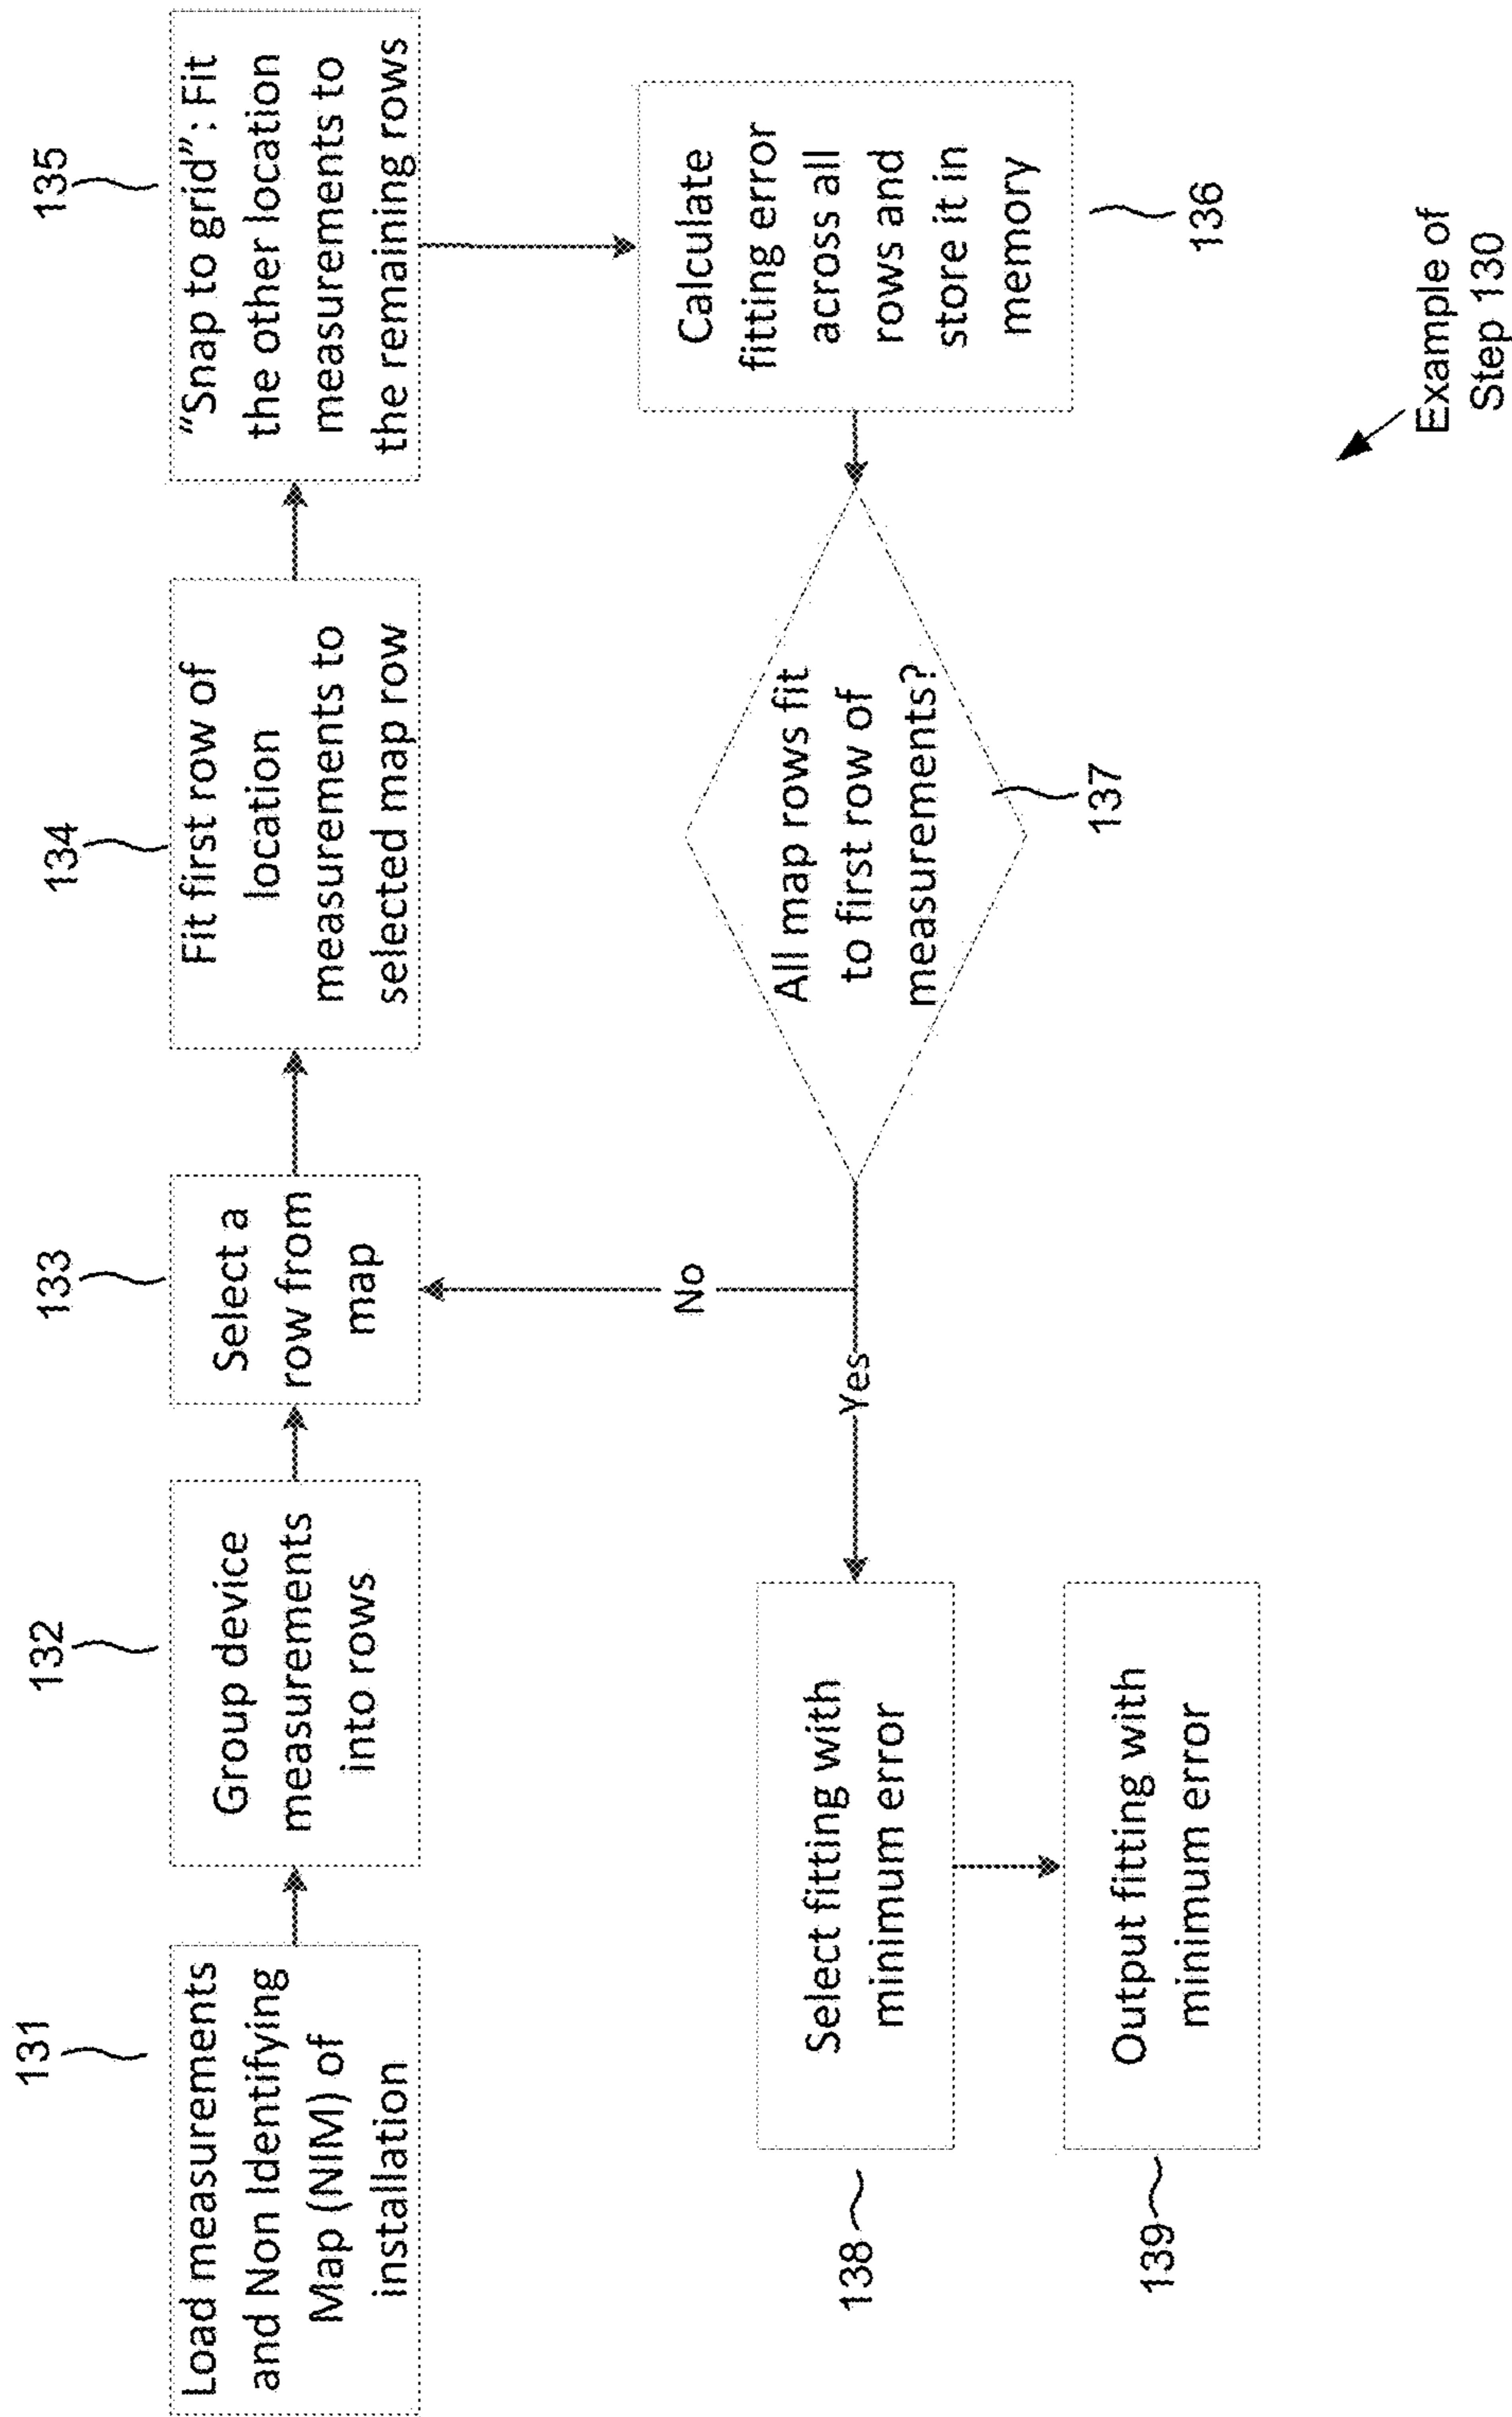 131
Load measurements
and Non Identifying
Map (NIM) of
installation
132
Group device
measurements
into rows
133
Select a
row from
map
134
Fit first row of
location
measurements to
selected map row
135
"Snap to grid": Fit
the other location
measurements to
the remaining rows
Calculate
fitting error
across all
rows and
store it in
memory
136
All map rows fit
to first row of
measurements?
137
No
Yes
138
Select fitting with
minimum error
139
Output fitting with
minimum error
Example of
Step 130